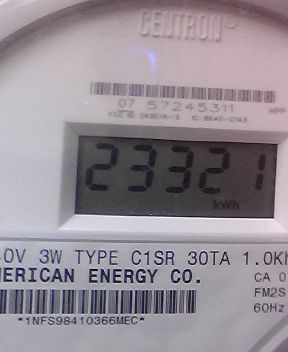 CENTRON®
07 57245311
23321
kWh
0V 3W TYPE C1SR 30TA 1.0Kh
MERICAN ENERGY CO.
CA 0
FM2S
60Hz
*1NFS98410366MEC*